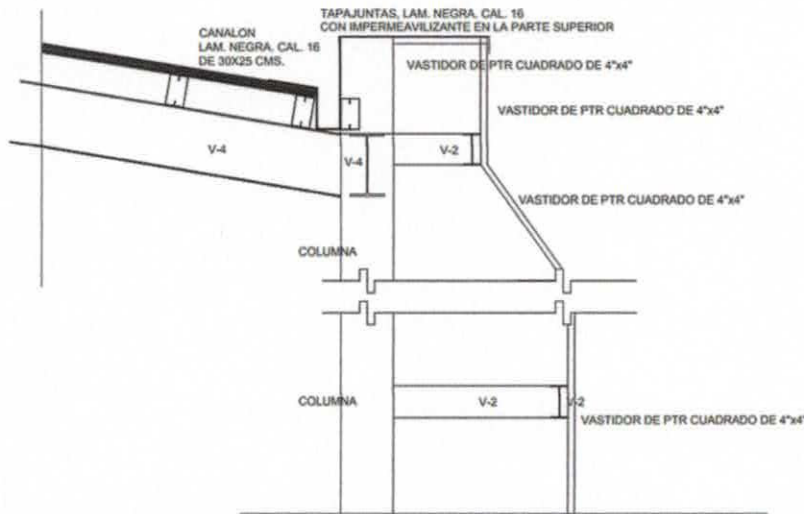 TAPAJUNTAS, LAM. NEGRA, CAL. 16
CON IMPERMEAVILIZANTE EN LA PARTE SUPERIOR
CANALON
LAM. NEGRA. CAL. 16
DE 30X25 CMS.
VASTIDOR DE PTR CUADRADO DE 4"x4"
VASTIDOR DE PTR CUADRADO DE 4"x4"
V-4
V-4
V-2
VASTIDOR DE PTR CUADRADO DE 4"x4"
COLUMNA
COLUMNA
V-2
V-2
VASTIDOR DE PTR CUADRADO DE 4"x4"